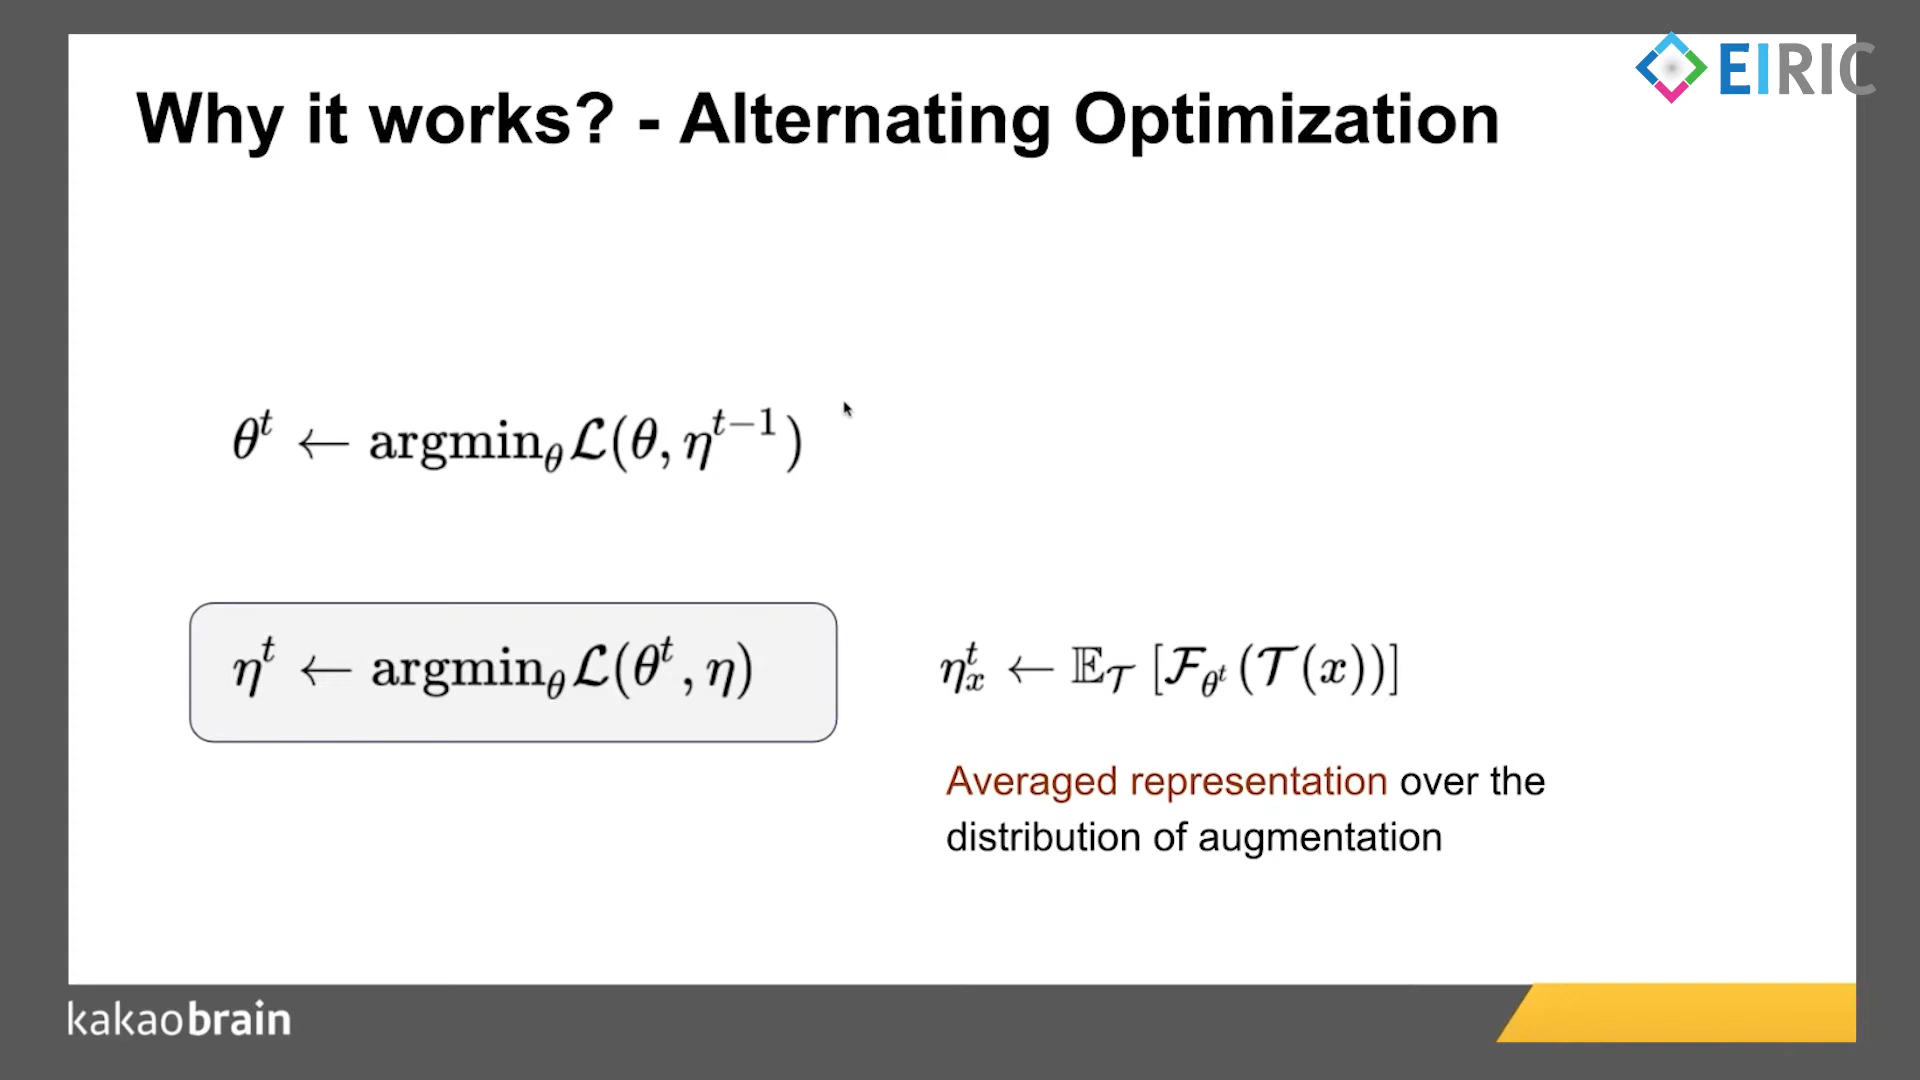 EIRIC
Why it works? - Alternating Optimization
θ^t ← argmin_θ ℒ(θ, η^{t−1})
η^t ← argmin_θ ℒ(θ^t, η)
η_x^t ← 𝔼_𝒯 [ℱ_{θ^t}(𝒯(x))]
Averaged representation over the
distribution of augmentation
kakaobrain